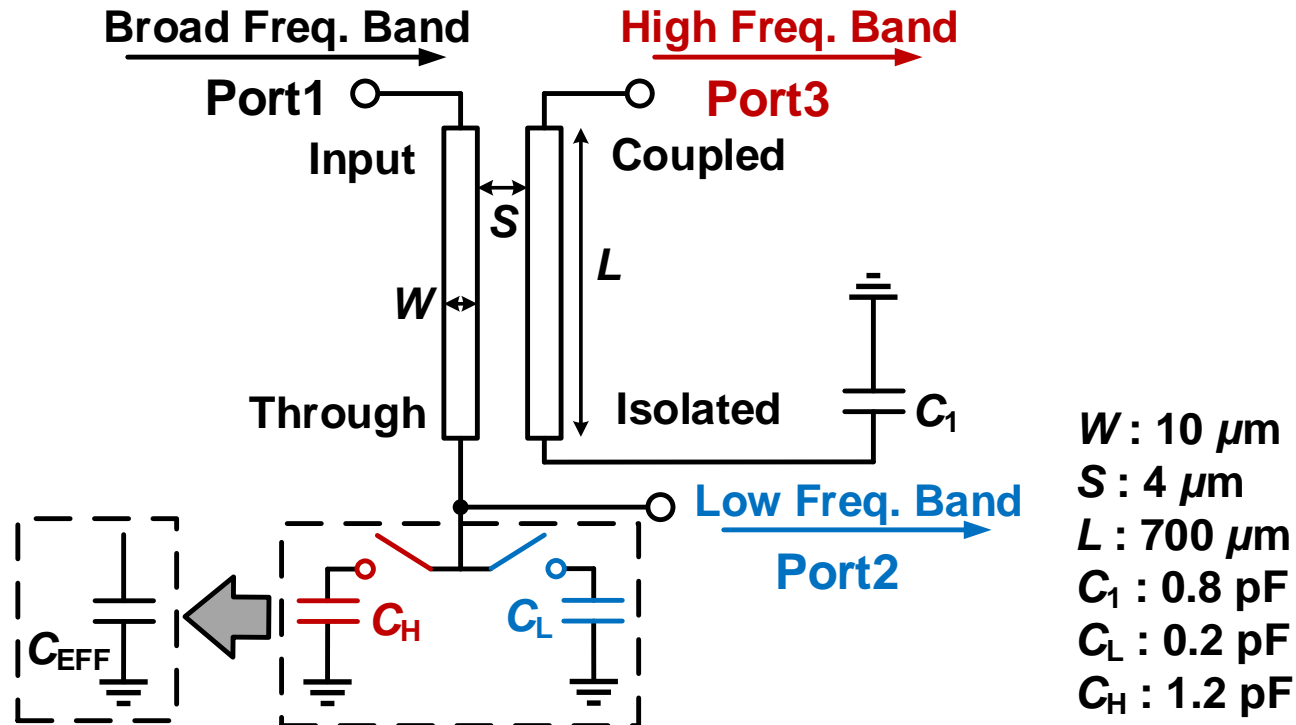 Broad Freq. Band
High Freq. Band
Port1
Port3
Input
Coupled
S
L
W
Through
Isolated
C1
Low Freq. Band
Port2
CH
CL
CEFF
W : 10 µm
S : 4 µm
L : 700 µm
C1 : 0.8 pF
CL : 0.2 pF
CH : 1.2 pF